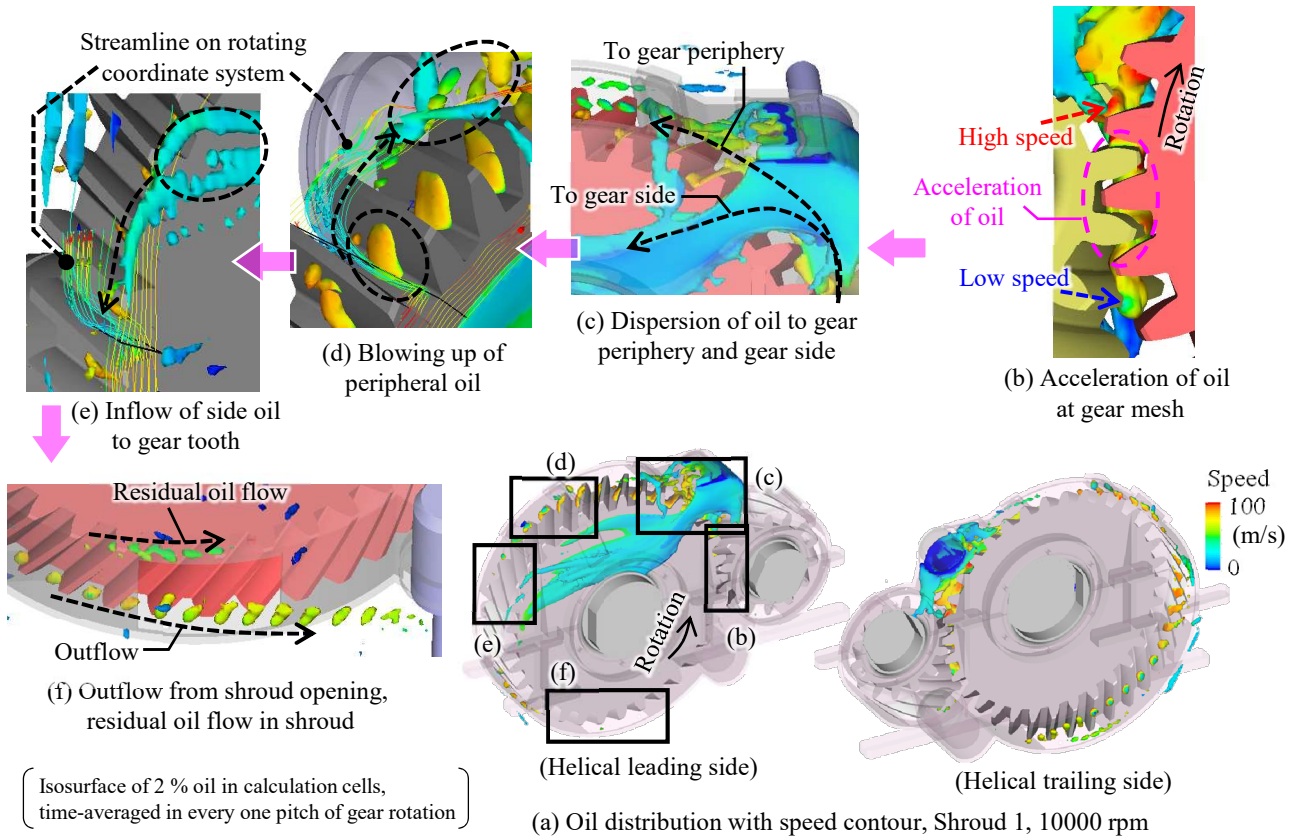 Streamline on rotating
coordinate system
To gear periphery
To gear side
Rotation
High speed
Acceleration
of oil
Low speed
(c) Dispersion of oil to gear
periphery and gear side
(d) Blowing up of
peripheral oil
(b) Acceleration of oil
at gear mesh
(e) Inflow of side oil
to gear tooth
Residual oil flow
Outflow
(f) Outflow from shroud opening,
residual oil flow in shroud
(d)
(c)
(e)
(b)
(f)
Rotation
Speed
100
(m/s)
0
(Helical leading side)
(Helical trailing side)
Isosurface of 2 % oil in calculation cells,
time-averaged in every one pitch of gear rotation
(a) Oil distribution with speed contour, Shroud 1, 10000 rpm